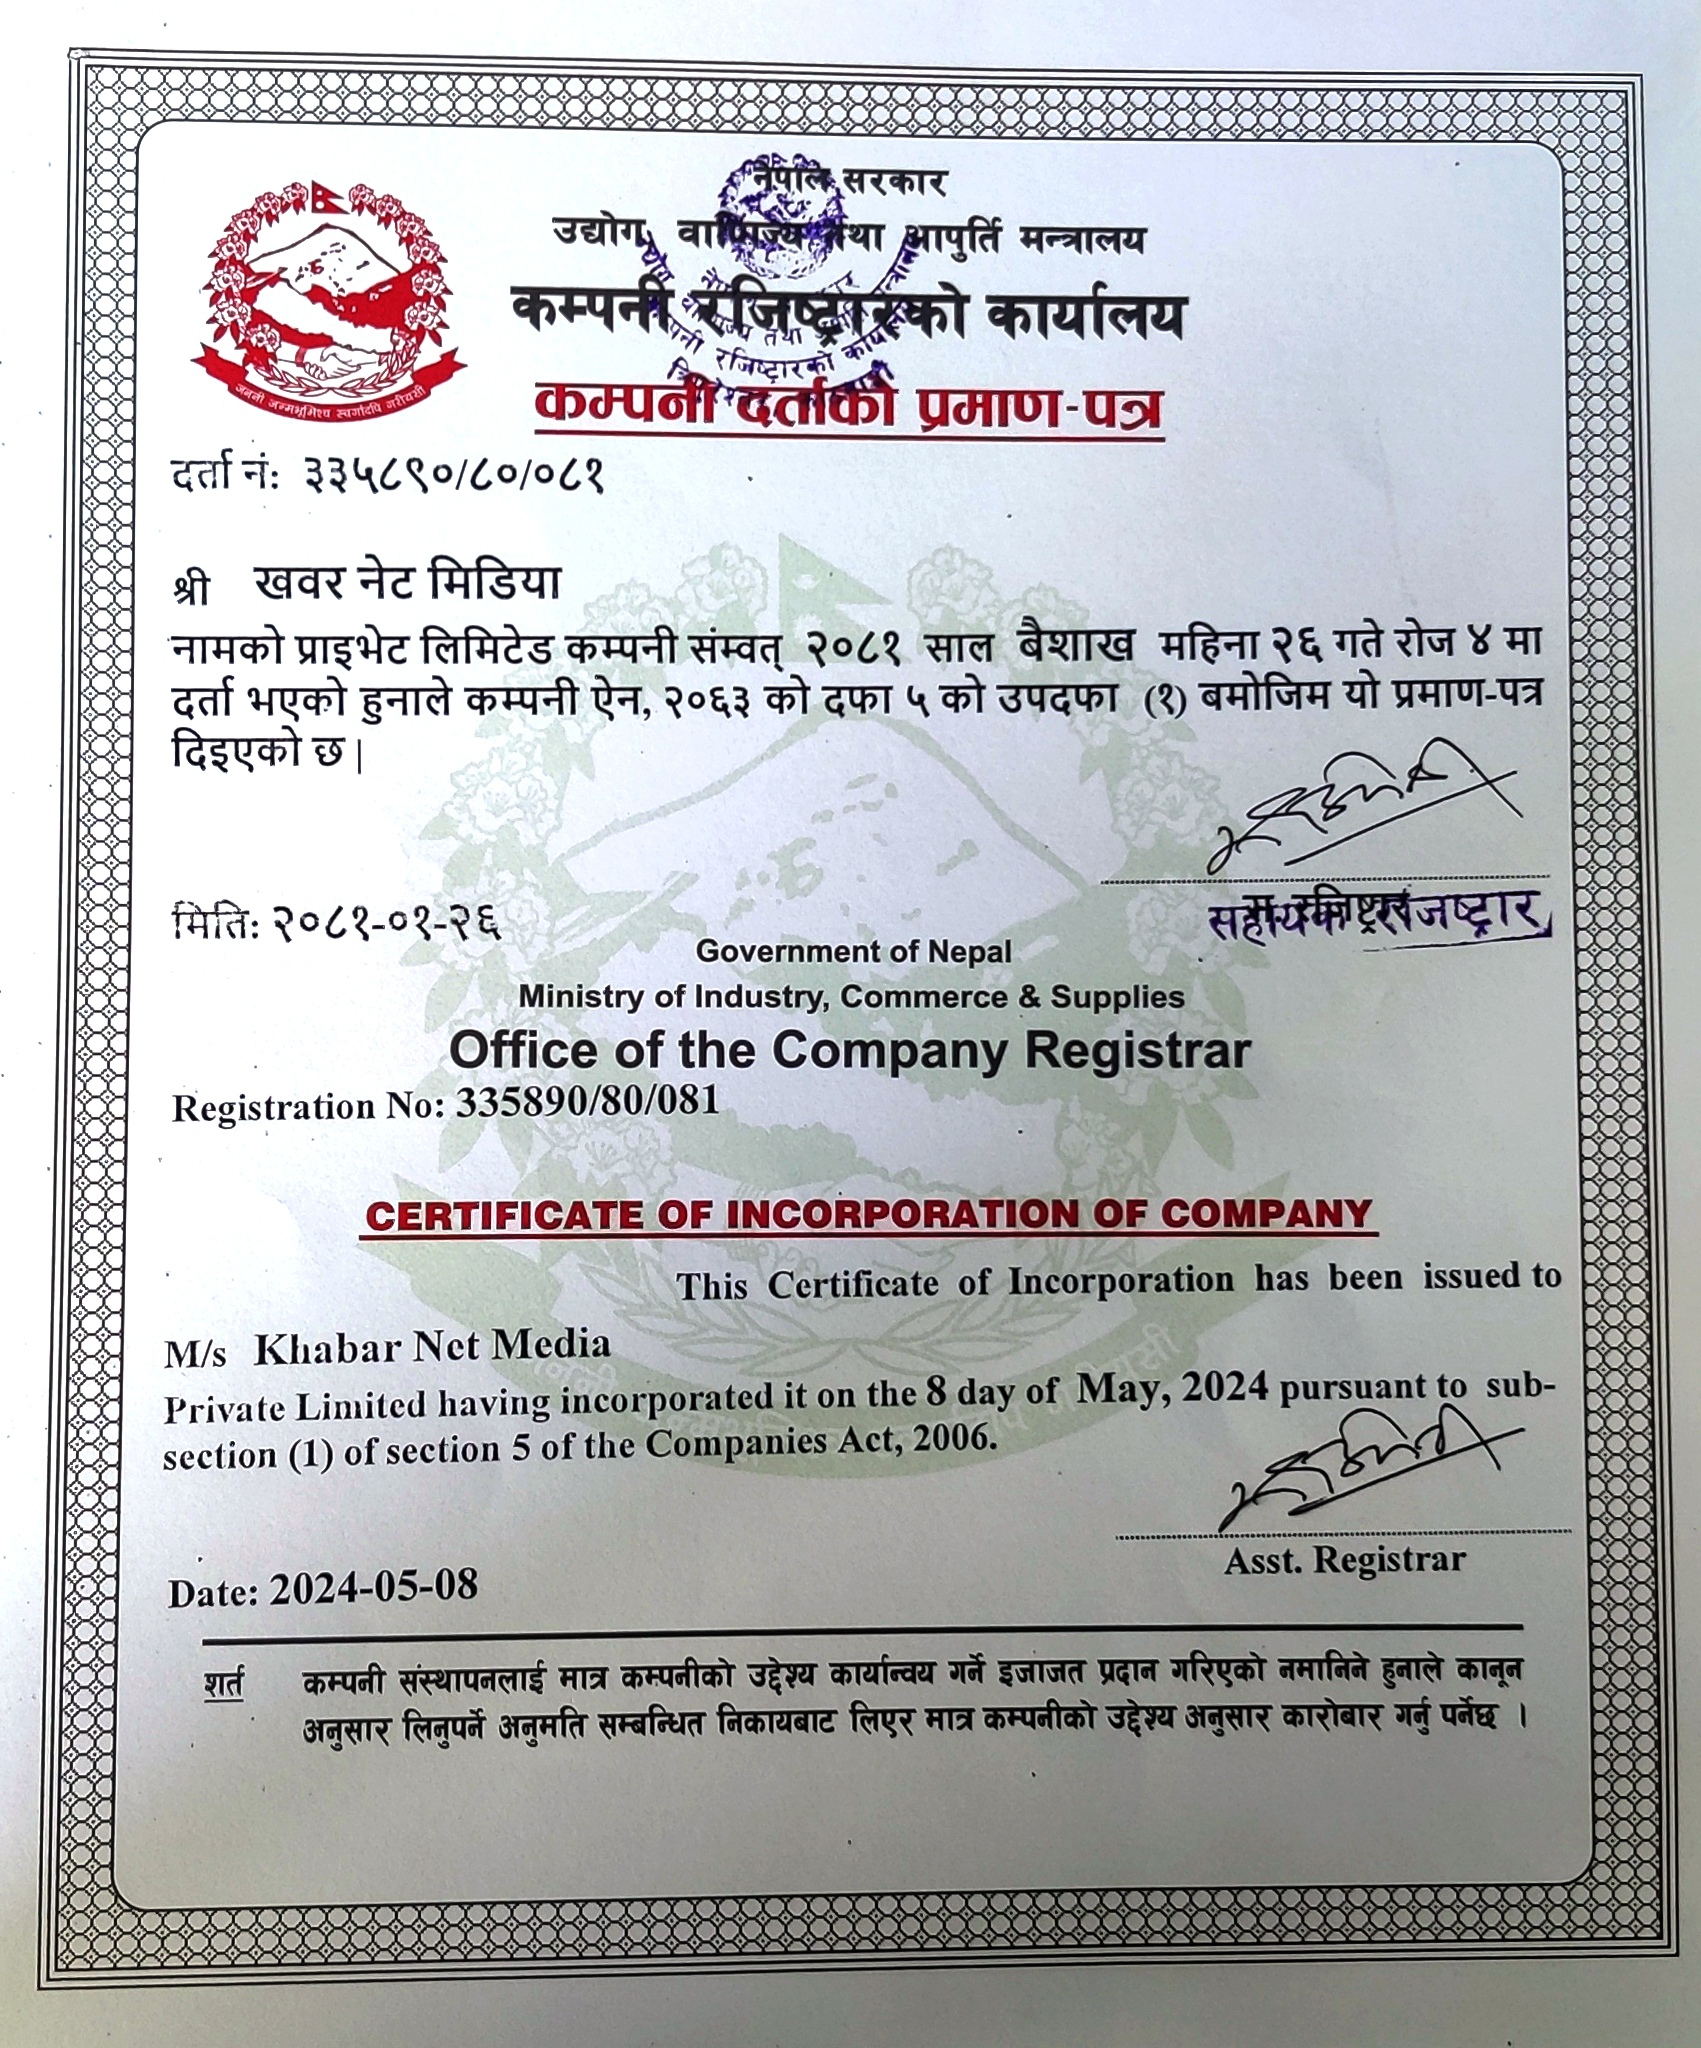 नेपाल सरकार
उद्योग, वाणिज्य तथा आपुर्ति मन्त्रालय
कम्पनी रजिष्ट्रारको कार्यालय
कम्पनी दर्ताको प्रमाण-पत्र
जननी जन्मभूमिश्च स्वर्गादपि गरीयसी
दर्ता नं: ३३५८९०/८०/०८१
श्री खवर नेट मिडिया
नामको प्राइभेट लिमिटेड कम्पनी संम्वत् २०८१ साल बैशाख महिना २६ गते रोज ४ मा
दर्ता भएको हुनाले कम्पनी ऐन, २०६३ को दफा ५ को उपदफा (१) बमोजिम यो प्रमाण-पत्र
दिइएको छ|
सहायक रजिष्ट्रार
मिति: २०८१-०१-२६
Government of Nepal
Ministry of Industry, Commerce & Supplies
Office of the Company Registrar
Registration No: 335890/80/081
CERTIFICATE OF INCORPORATION OF COMPANY
This Certificate of Incorporation has been issued to
M/s Khabar Net Media
Private Limited having incorporated it on the 8 day of May, 2024 pursuant to sub-
section (1) of section 5 of the Companies Act, 2006.
Asst. Registrar
Date: 2024-05-08
शर्त कम्पनी संस्थापनलाई मात्र कम्पनीको उद्देश्य कार्यान्वय गर्ने इजाजत प्रदान गरिएको नमानिने हुनाले कानून
अनुसार लिनुपर्ने अनुमति सम्बन्धित निकायबाट लिएर मात्र कम्पनीको उद्देश्य अनुसार कारोबार गर्नु पर्नेछ ।